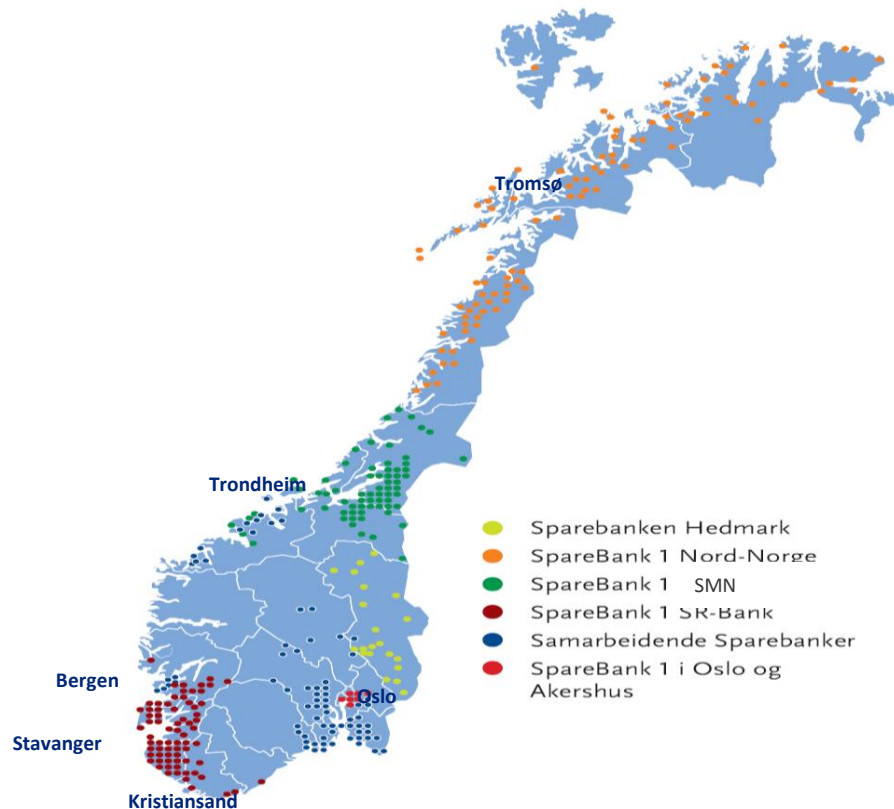 Tromsø
Trondheim
Sparebanken Hedmark
SpareBank 1 Nord-Norge
SpareBank 1 SMN
SpareBank 1 SR-Bank
Samarbeidende Sparebanker
SpareBank 1 i Oslo og
Akershus
Bergen
Oslo
Stavanger
Kristiansand